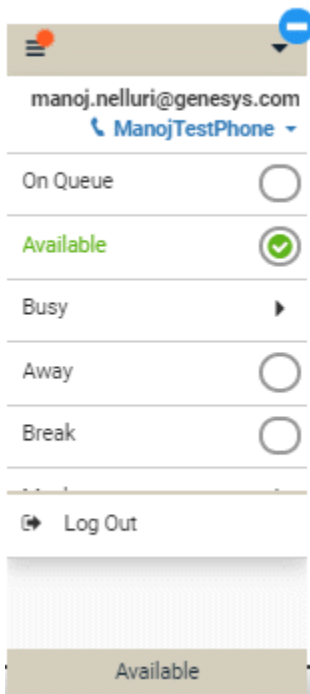 manoj.nelluri@genesys.com
ManojTestPhone
On Queue
Available
Busy
Away
Break
Log Out
Available